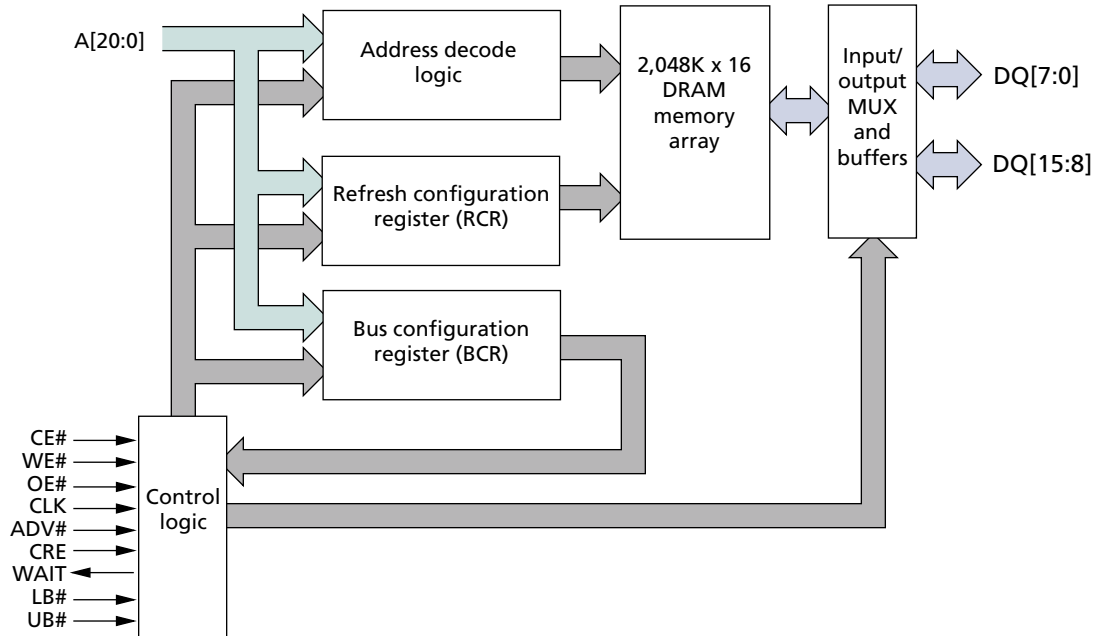 A[20:0]
Address decode
logic
2,048K x 16
DRAM
memory
array
Input/
output
MUX
and
buffers
DQ[7:0]
DQ[15:8]
Refresh configuration
register (RCR)
Bus configuration
register (BCR)
CE#
WE#
OE#
CLK
ADV#
CRE
WAIT
LB#
UB#
Control
logic